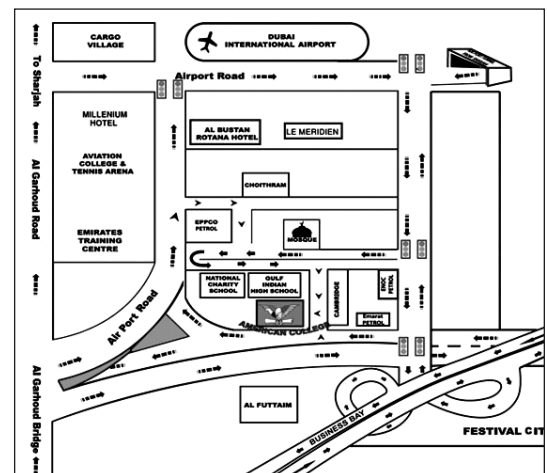 CARGO
VILLAGE
DUBAI
INTERNATIONAL AIRPORT
To Sharjah
Airport Road
MILLENIUM
HOTEL
AL BUSTAN
ROTANA HOTEL
LE MERIDIEN
AVIATION
COLLEGE &
TENNIS ARENA
CHOITHRAM
Al Garhoud Road
EPPCO
PETROL
MOSQUE
EMIRATES
TRAINING
CENTRE
NATIONAL
CHARITY
SCHOOL
GULF
INDIAN
HIGH SCHOOL
CAMBRIDGE
ENOC
PETROL
Emarat
PETROL
AMERICAN COLLEGE
Air Port Road
Al Garhoud Bridge
AL FUTTAIM
BUSINESS BAY
FESTIVAL CIT